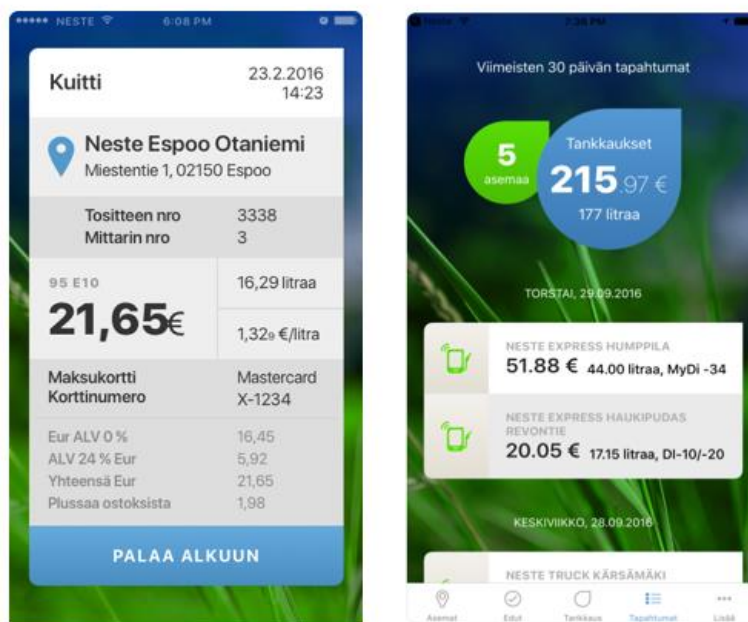 NESTE
6:08 PM
Kuitti
23.2.2016
14:23
Neste Espoo Otaniemi
Miestentie 1, 02150 Espoo
Tositteen nro 3338
Mittarin nro 3
95 E10
21,65€
16,29 litraa
1,329 €/litra
Maksukortti Mastercard
Korttinumero X-1234
Eur ALV 0 % 16,45
ALV 24 % Eur 5,92
Yhteensä Eur 21,65
Plussaa ostoksista 1,98
PALAA ALKUUN
Viimeisten 30 päivän tapahtumat
5
asemaa
Tankkaukset
215.97 €
177 litraa
TORSTAI, 29.09.2016
NESTE EXPRESS HUMPPILA
51.88 € 44.00 litraa, MyDi -34
NESTE EXPRESS HAUKIPUDAS
REVONTIE
20.05 € 17.15 litraa, DI-10/-20
KESKIVIIKKO, 28.09.2016
NESTE TRUCK KÄRSÄMÄKI
Asemat Edut Tankkaus Tapahtumat Lisää